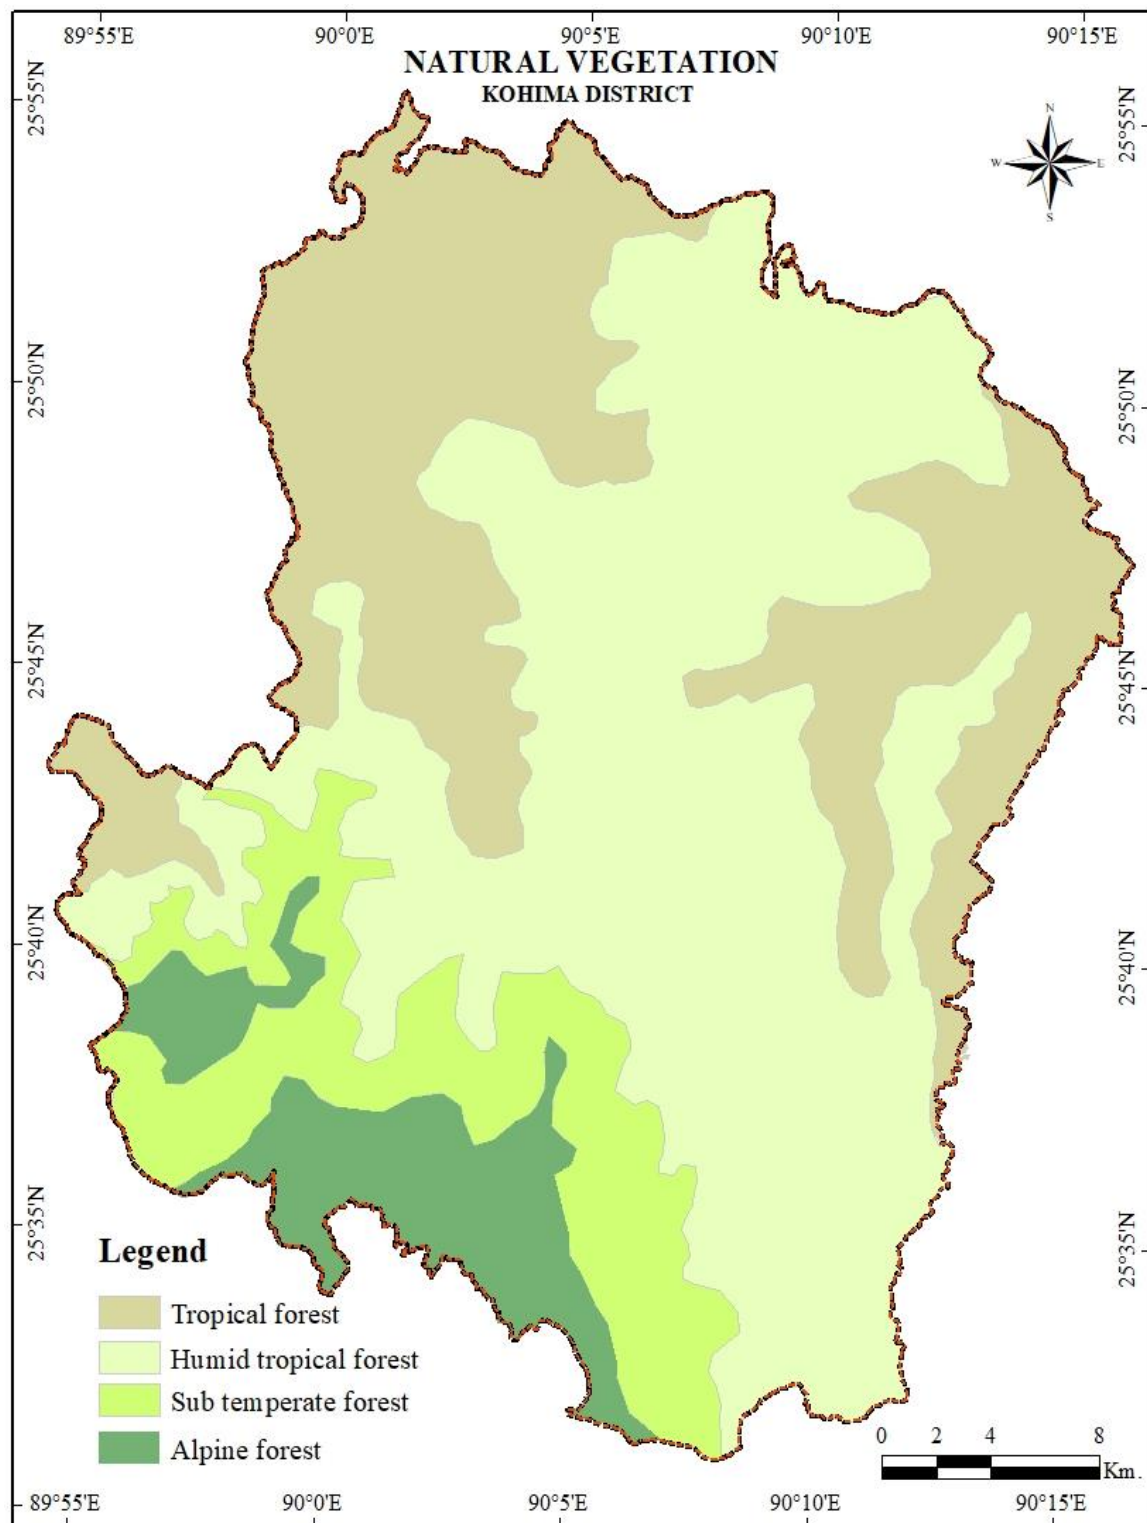 89°55'E 90°0'E 90°5'E 90°10'E 90°15'E
NATURAL VEGETATION
KOHIMA DISTRICT
N
W E
S
25°55'N
25°50'N
25°45'N
25°40'N
25°35'N
25°55'N
25°50'N
25°45'N
25°40'N
25°35'N
Legend
Tropical forest
Humid tropical forest
Sub temperate forest
Alpine forest
0 2 4 8
Km.
89°55'E 90°0'E 90°5'E 90°10'E 90°15'E